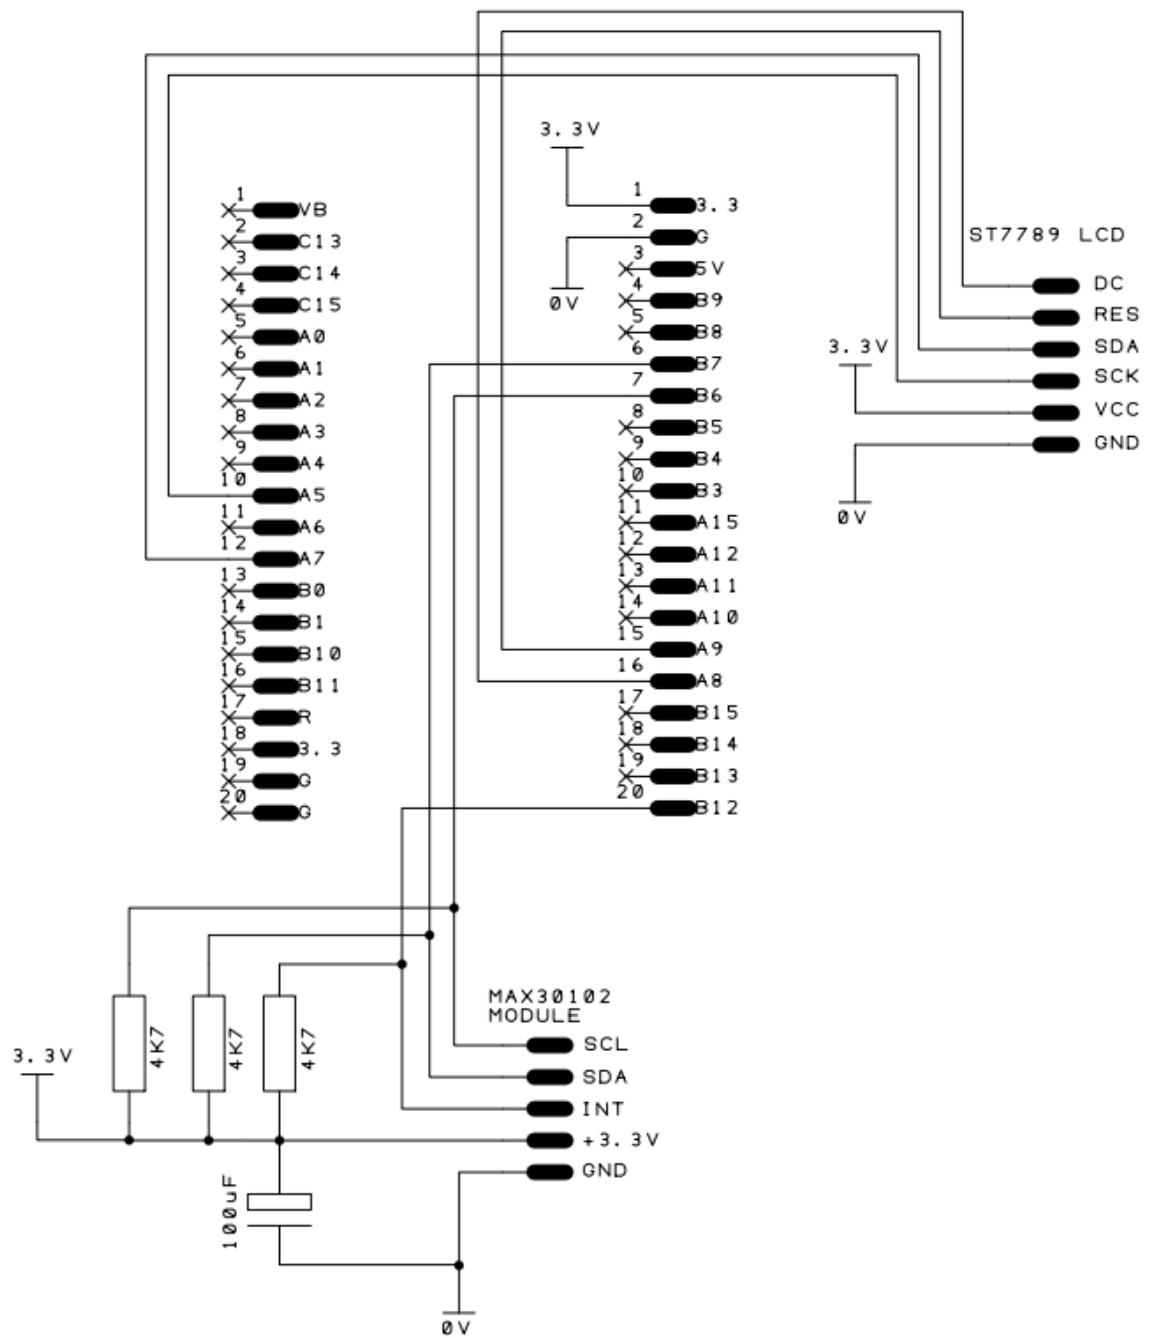 3.3V
1 VB
2 C13
3 C14
4 C15
5 A0
6 A1
7 A2
8 A3
9 A4
10 A5
11 A6
12 A7
13 B0
14 B1
15 B10
16 B11
17 R
18 3.3
19 G
20 G
1 3.3
2 G
3 5V
0V
4 B9
5 B8
6 B7
7 B6
8 B5
9 B4
10 B3
11 A15
12 A12
13 A11
14 A10
15 A9
16 A8
17 B15
18 B14
19 B13
20 B12
ST7789 LCD
DC
RES
SDA
3.3V
SCK
VCC
GND
0V
MAX30102
MODULE
SCL
SDA
INT
+3.3V
GND
3.3V
4K7
4K7
4K7
100uF
0V